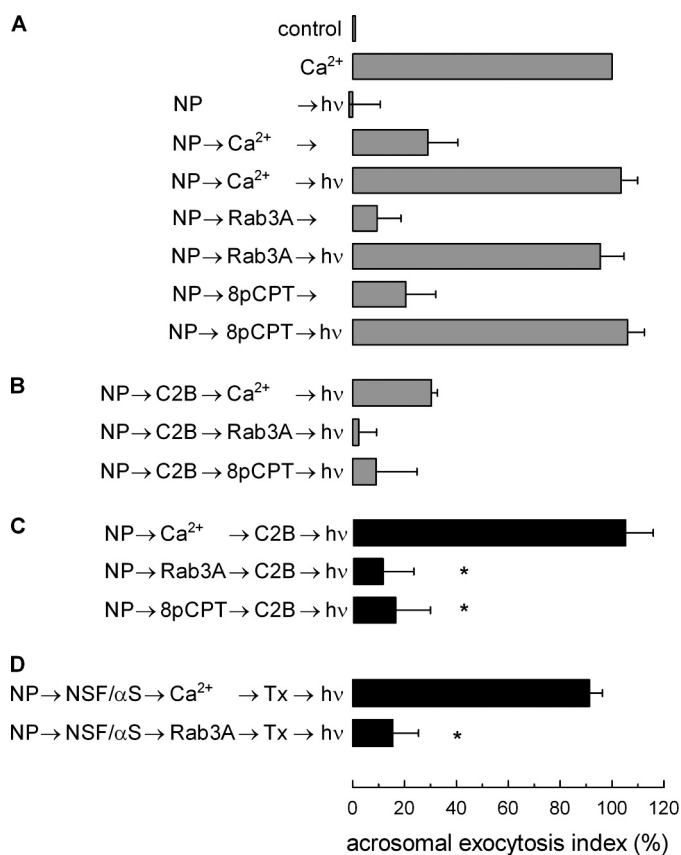 A
control
Ca²⁺
NP → hν
NP → Ca²⁺ →
NP → Ca²⁺ → hν
NP → Rab3A →
NP → Rab3A → hν
NP → 8pCPT →
NP → 8pCPT → hν
B
NP → C2B → Ca²⁺ → hν
NP → C2B → Rab3A → hν
NP → C2B → 8pCPT → hν
C
NP → Ca²⁺ → C2B → hν
NP → Rab3A → C2B → hν *
NP → 8pCPT → C2B → hν *
D
NP → NSF/αS → Ca²⁺ → Tx → hν
NP → NSF/αS → Rab3A → Tx → hν *
0 20 40 60 80 100 120
acrosomal exocytosis index (%)